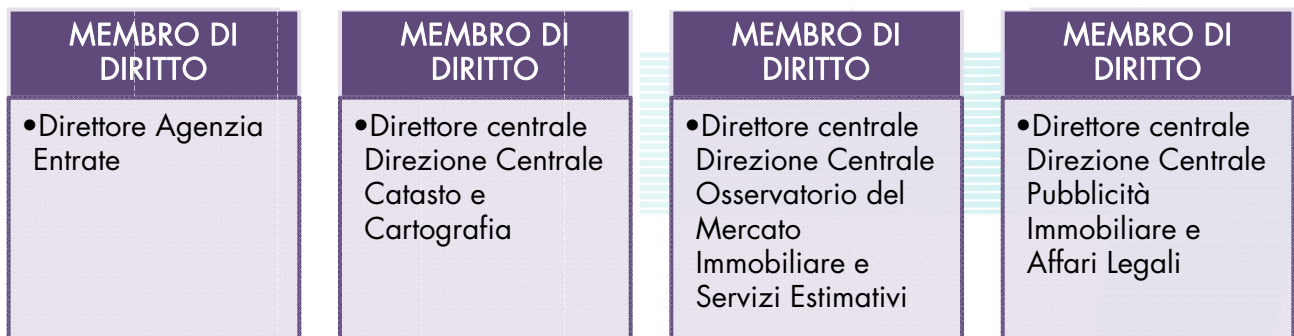 MEMBRO DI
DIRITTO
•Direttore Agenzia
Entrate
MEMBRO DI
DIRITTO
•Direttore centrale
Direzione Centrale
Catasto e
Cartografia
MEMBRO DI
DIRITTO
•Direttore centrale
Direzione Centrale
Osservatorio del
Mercato
Immobiliare e
Servizi Estimativi
MEMBRO DI
DIRITTO
•Direttore centrale
Direzione Centrale
Pubblicità
Immobiliare e
Affari Legali